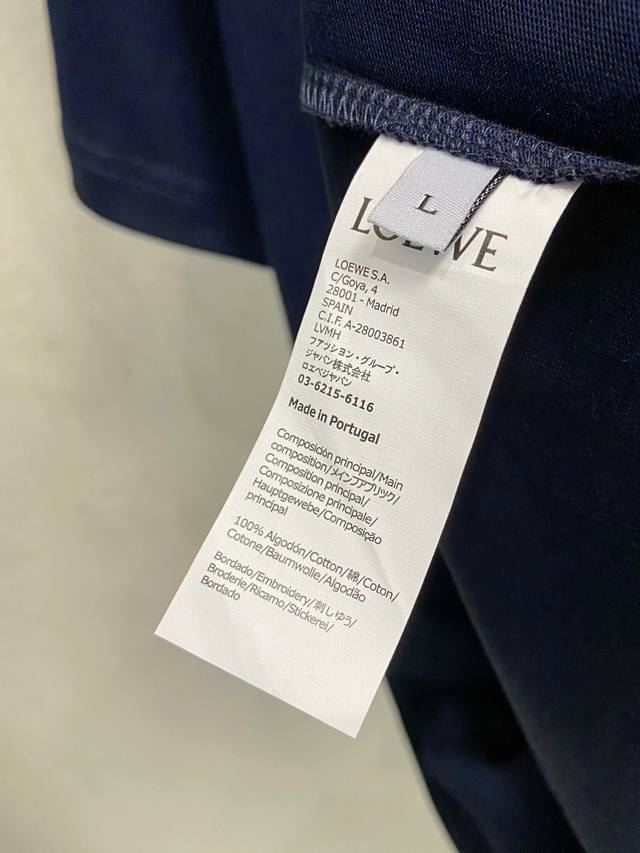 L
LOEWE
LOEWE S.A.
C/Goya, 4
28001 - Madrid
SPAIN
C.I.F. A-28003861
LVMH
ファッション・グループ・
ジャパン株式会社
ロエベジャパン
03-6215-6116
Made in Portugal
Composición principal/Main
composition/メインファブリック/
Composition principal/
Composizione principale/
Hauptgewebe/Composição
principal
100% Algodón/Cotton/綿/Coton/
Cotone/Baumwolle/Algodão
Bordado/Embroidery/刺しゆう/
Broderie/Ricamo/Stickerei/
Bordado